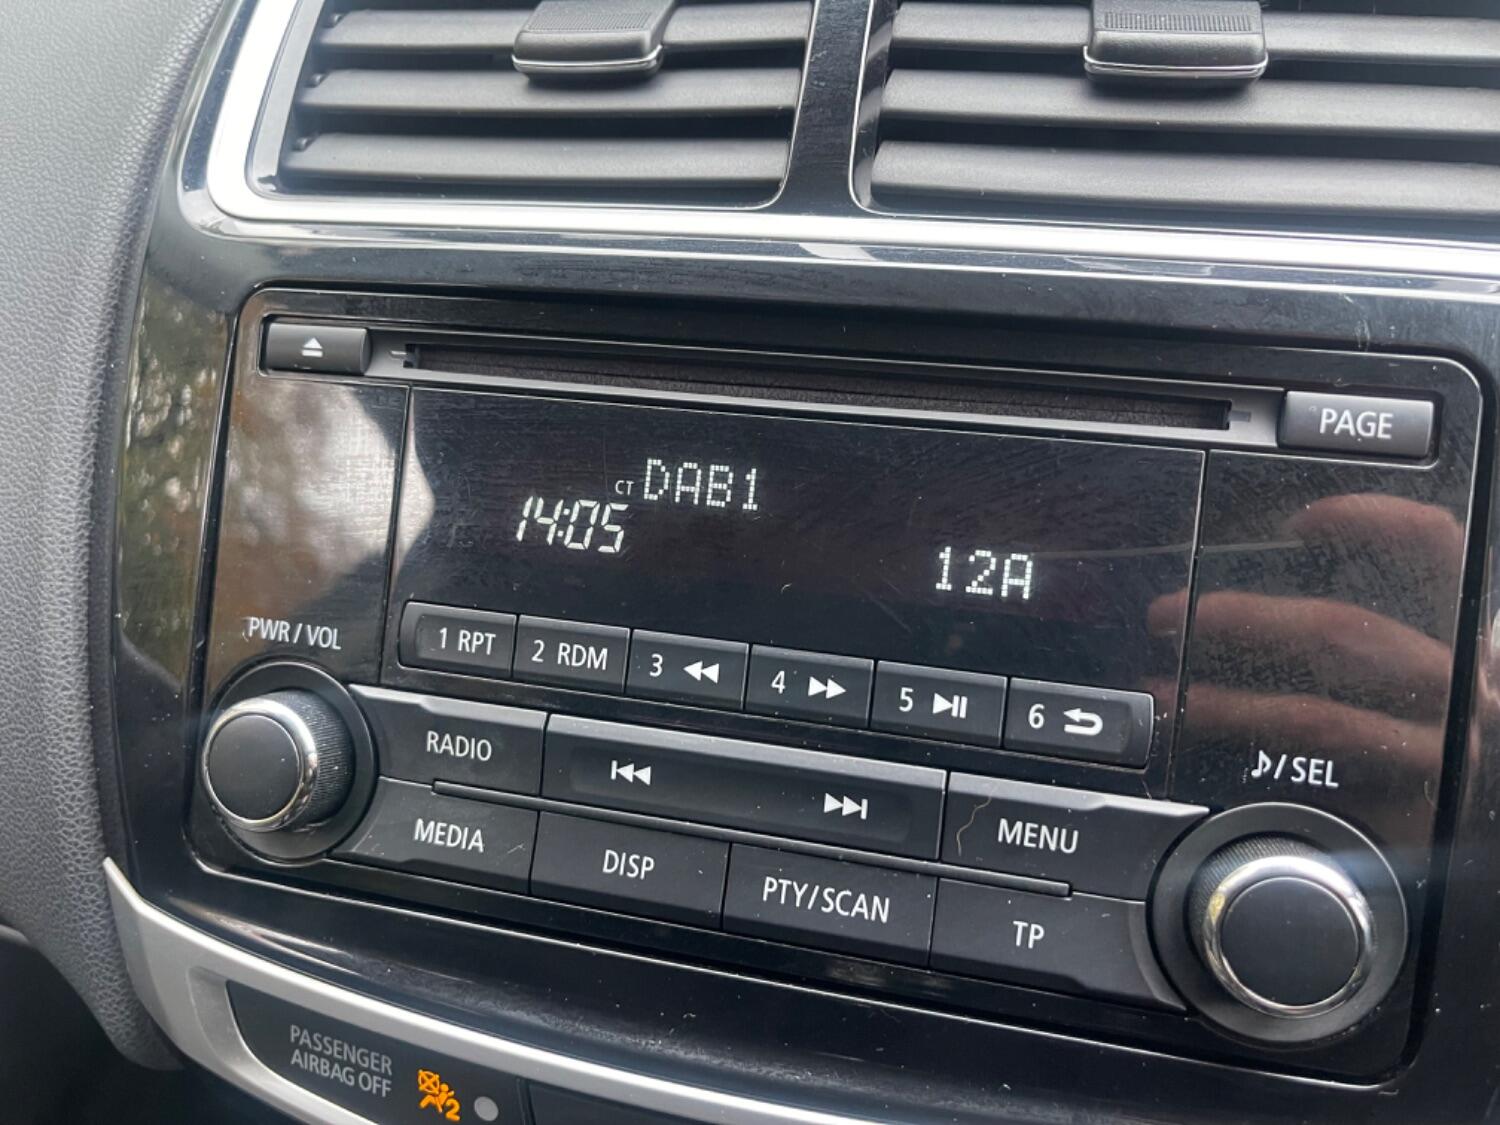 PAGE
CT DAB1
14:05
12A
PWR / VOL
1 RPT
2 RDM
3
4
5
6
RADIO
♪/ SEL
MENU
MEDIA
DISP
PTY/SCAN
TP
PASSENGER
AIRBAG OFF
2